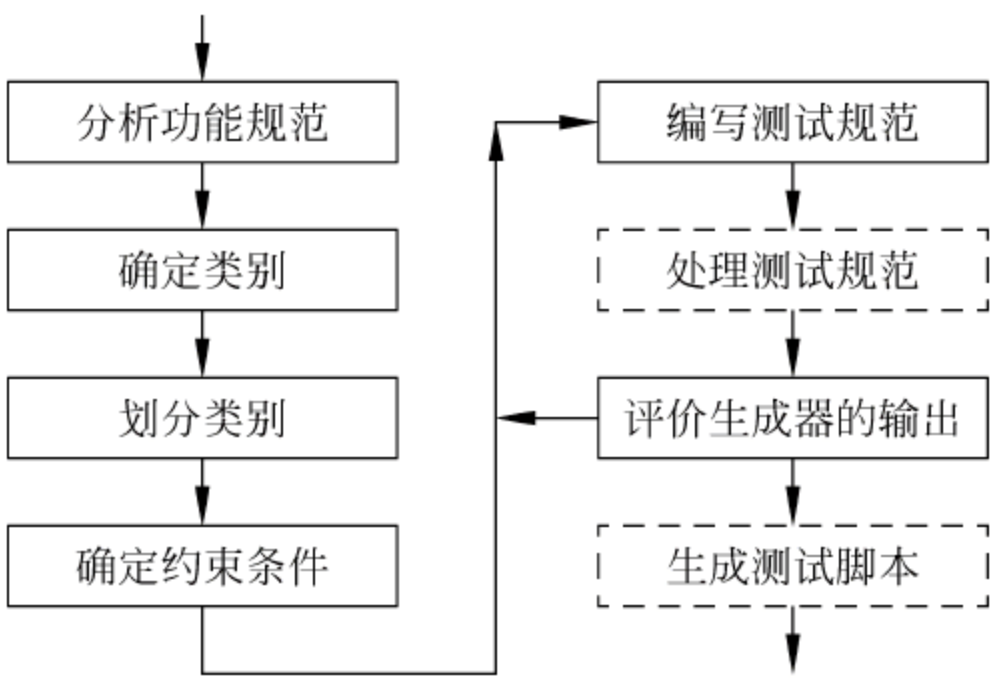 分析功能规范
确定类别
划分类别
确定约束条件
编写测试规范
处理测试规范
评价生成器的输出
生成测试脚本